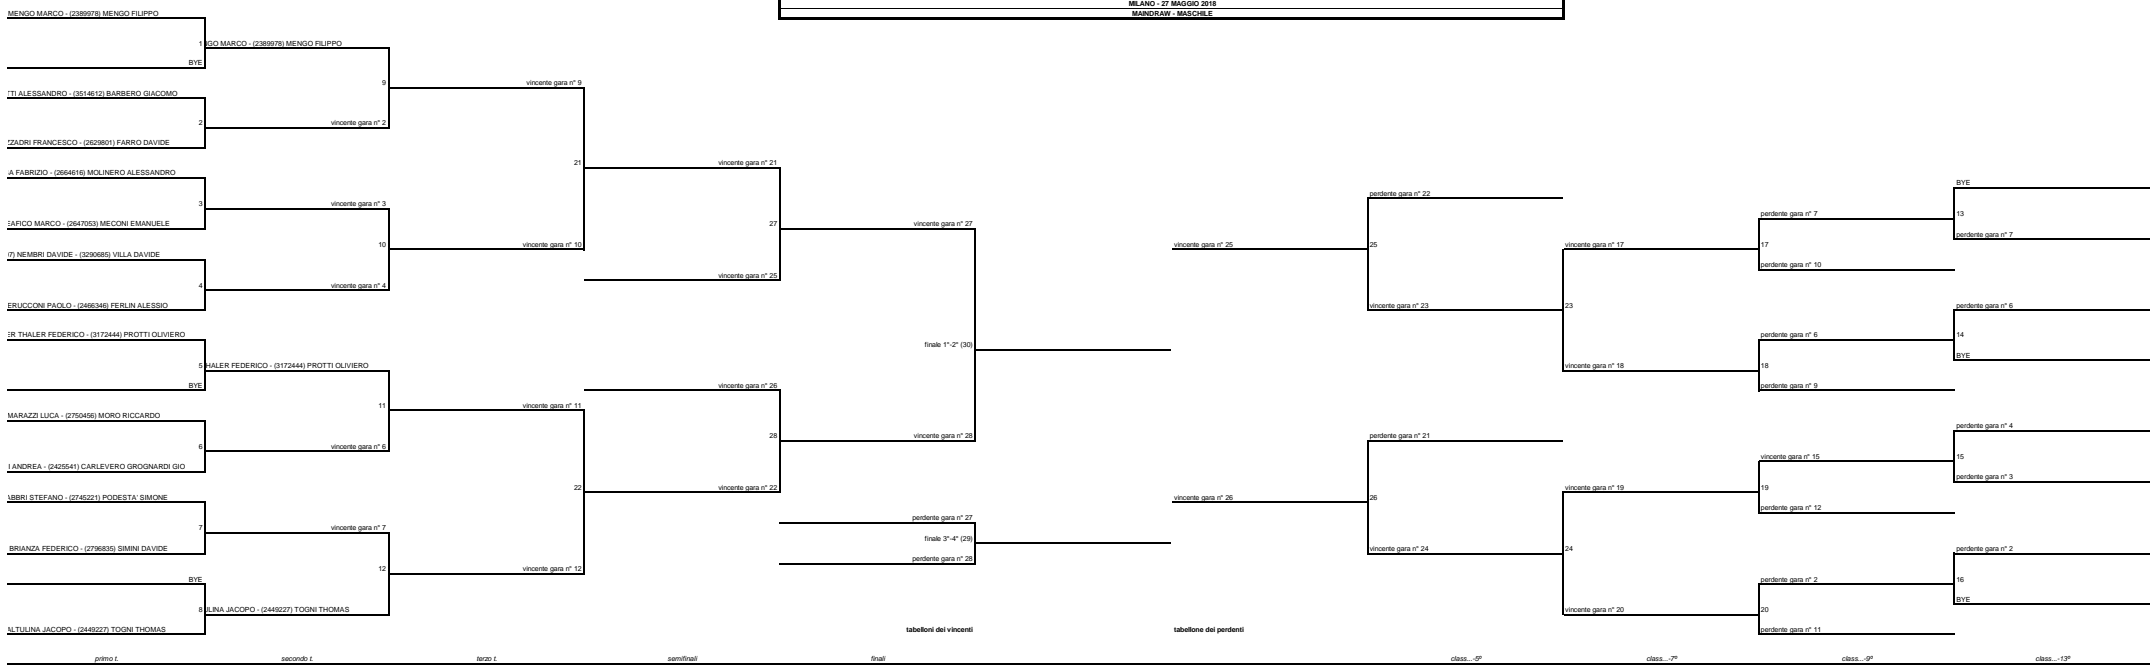 MILANO - 27 MAGGIO 2018
MAINDRAW - MASCHILE
MENGO MARCO - (2389978) MENGO FILIPPO
1
IGO MARCO - (2389978) MENGO FILIPPO
BYE
9
vincente gara n° 9
TI ALESSANDRO - (3514612) BARBERO GIACOMO
2
vincente gara n° 2
ZADRI FRANCESCO - (2629801) FARRO DAVIDE
21
vincente gara n° 21
A FABRIZIO - (2664616) MOLINERO ALESSANDRO
3
vincente gara n° 3
EAFICO MARCO - (2647053) MECONI EMANUELE
27
vincente gara n° 27
10
vincente gara n° 10
7) NEMBRI DAVIDE - (3290685) VILLA DAVIDE
vincente gara n° 25
4
vincente gara n° 4
ERUCCONI PAOLO - (2466346) FERLIN ALESSIO
ER THALER FEDERICO - (3172444) PROTTI OLIVIERO
finale 1°-2° (30)
5
HALER FEDERICO - (3172444) PROTTI OLIVIERO
BYE
vincente gara n° 26
11
vincente gara n° 11
MARAZZI LUCA - (2750456) MORO RICCARDO
28
vincente gara n° 28
6
vincente gara n° 6
I ANDREA - (2425541) CARLEVERO GROGNARDI GIO
22
vincente gara n° 22
ABBRI STEFANO - (2745221) PODESTA' SIMONE
perdente gara n° 27
7
vincente gara n° 7
finale 3°-4° (29)
BRIANZA FEDERICO - (2796835) SIMINI DAVIDE
perdente gara n° 28
12
vincente gara n° 12
BYE
8
ULINA JACOPO - (2449227) TOGNI THOMAS
ALTULINA JACOPO - (2449227) TOGNI THOMAS
tabelloni dei vincenti
tabellone dei perdenti
vincente gara n° 25
perdente gara n° 22
25
vincente gara n° 23
vincente gara n° 17
23
vincente gara n° 18
perdente gara n° 7
17
perdente gara n° 10
BYE
13
perdente gara n° 7
perdente gara n° 6
18
perdente gara n° 9
perdente gara n° 6
14
BYE
vincente gara n° 26
perdente gara n° 21
26
vincente gara n° 24
vincente gara n° 19
24
vincente gara n° 20
vincente gara n° 15
19
perdente gara n° 12
perdente gara n° 4
15
perdente gara n° 3
perdente gara n° 2
20
perdente gara n° 11
perdente gara n° 2
16
BYE
primo t.
secondo t.
terzo t.
semifinali
finali
class...-5º
class...-7º
class...-9º
class...-13º